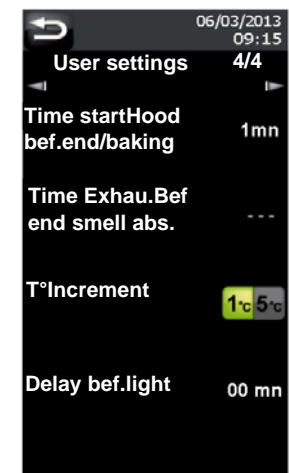 06/03/2013
09:15
User settings 4/4
Time startHood
bef.end/baking
1mn
Time Exhau.Bef
end smell abs.
---
T°Increment
1°c 5°c
Delay bef.light
00 mn